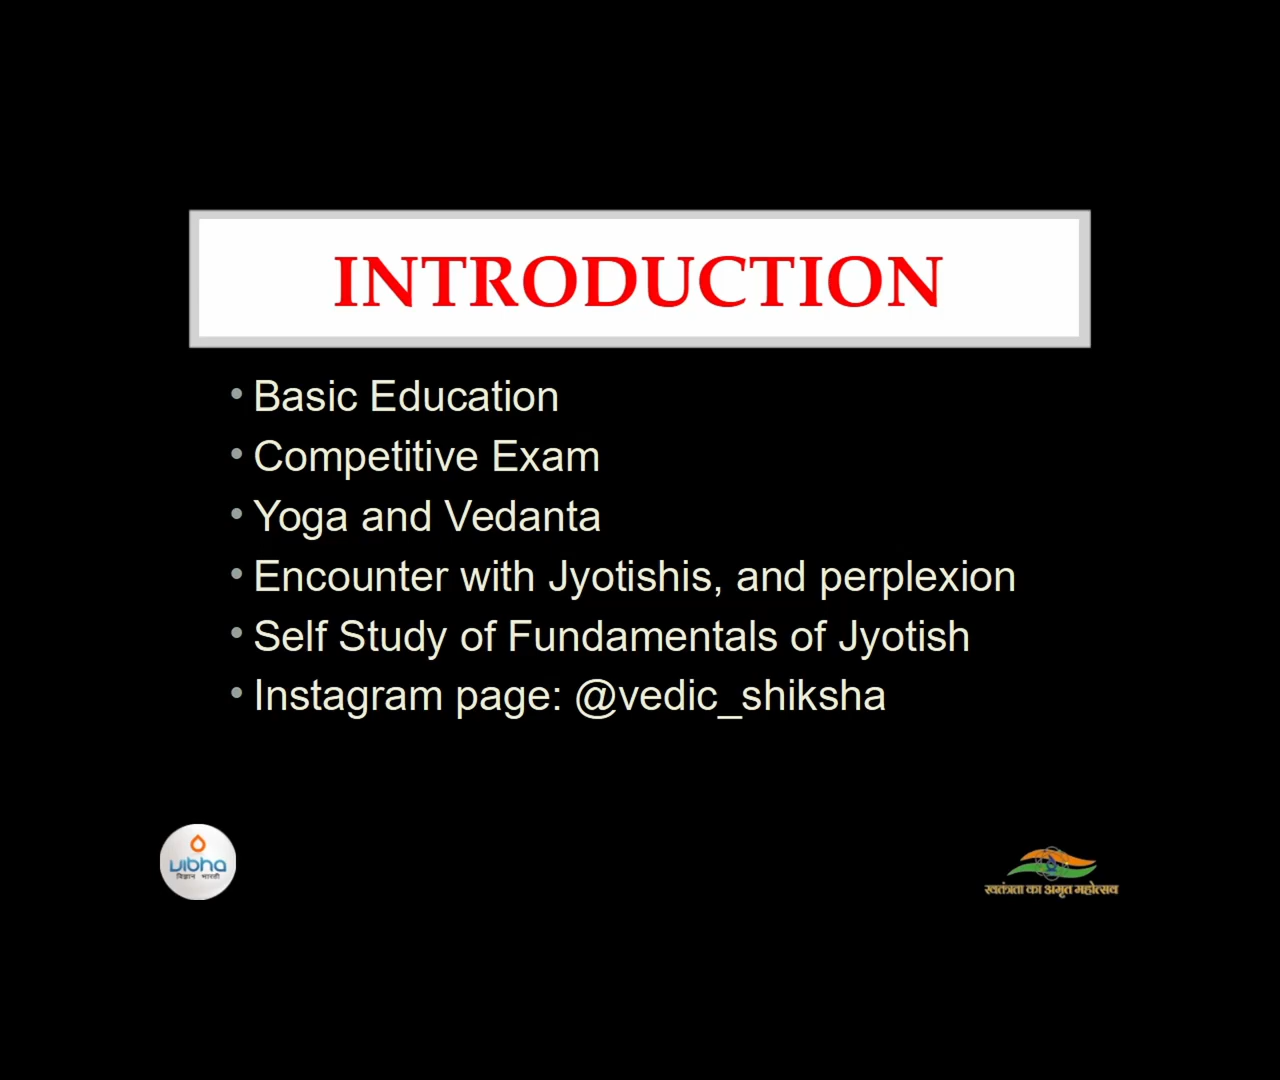 INTRODUCTION
• Basic Education
• Competitive Exam
• Yoga and Vedanta
• Encounter with Jyotishis, and perplexion
• Self Study of Fundamentals of Jyotish
• Instagram page: @vedic_shiksha
vibha
विज्ञान भारती
स्वतंत्रता का अमृत महोत्सव